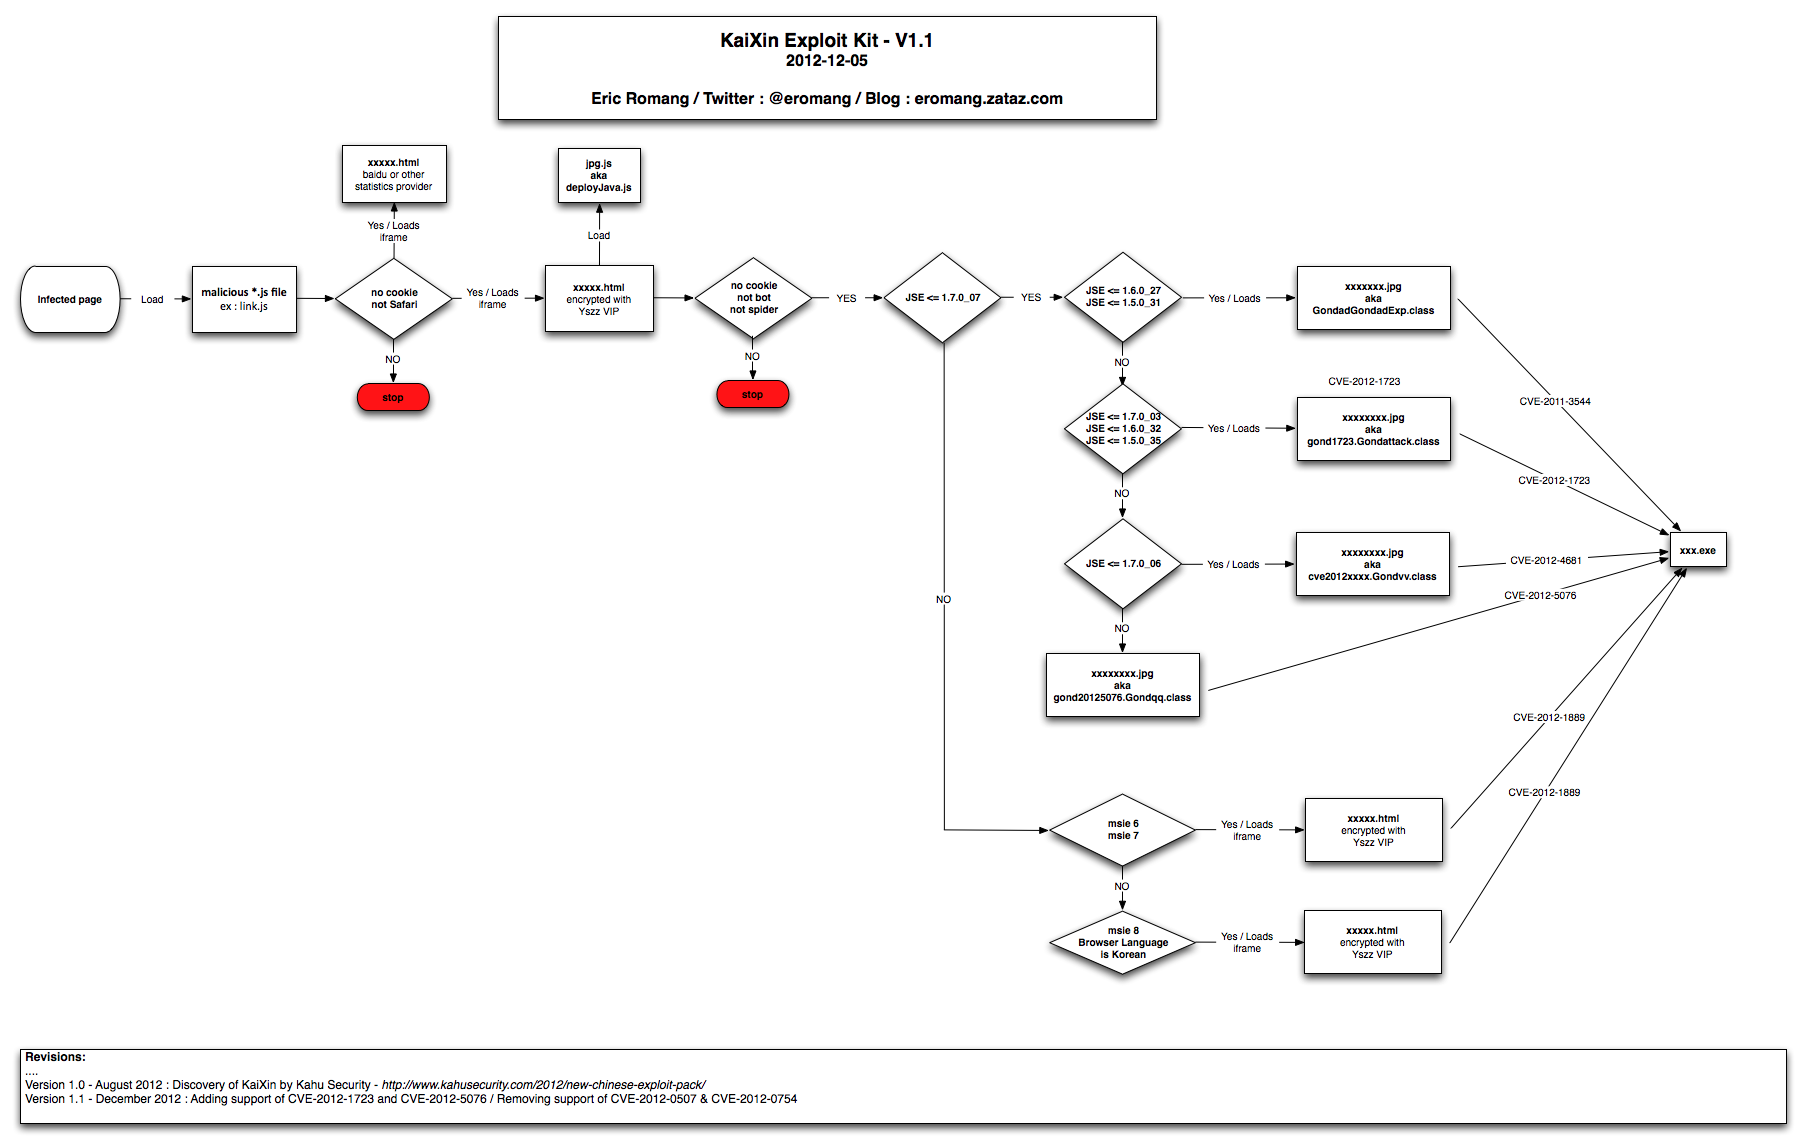 KaiXin Exploit Kit - V1.1
2012-12-05
Eric Romang / Twitter : @eromang / Blog : eromang.zataz.com
xxxxx.html
baidu or other
statistics provider
jpg.js
aka
deployJava.js
Yes / Loads
iframe
Load
Infected page
Load
malicious *.js file
ex : link.js
no cookie
not Safari
Yes / Loads
iframe
xxxxx.html
encrypted with
Yszz VIP
no cookie
not bot
not spider
YES
JSE <= 1.7.0_07
YES
JSE <= 1.6.0_27
JSE <= 1.5.0_31
Yes / Loads
xxxxxxx.jpg
aka
GondadGondadExp.class
NO
stop
NO
stop
NO
CVE-2012-1723
CVE-2011-3544
JSE <= 1.7.0_03
JSE <= 1.6.0_32
JSE <= 1.5.0_35
Yes / Loads
xxxxxxxx.jpg
aka
gond1723.Gondattack.class
CVE-2012-1723
NO
JSE <= 1.7.0_06
Yes / Loads
xxxxxxxx.jpg
aka
cve2012xxxx.Gondvv.class
CVE-2012-4681
xxx.exe
CVE-2012-5076
NO
NO
xxxxxxxx.jpg
aka
gond20125076.Gondqq.class
CVE-2012-1889
CVE-2012-1889
msie 6
msie 7
Yes / Loads
iframe
xxxxx.html
encrypted with
Yszz VIP
NO
msie 8
Browser Language
is Korean
Yes / Loads
iframe
xxxxx.html
encrypted with
Yszz VIP
Revisions:
....
Version 1.0 - August 2012 : Discovery of KaiXin by Kahu Security - http://www.kahusecurity.com/2012/new-chinese-exploit-pack/
Version 1.1 - December 2012 : Adding support of CVE-2012-1723 and CVE-2012-5076 / Removing support of CVE-2012-0507 & CVE-2012-0754